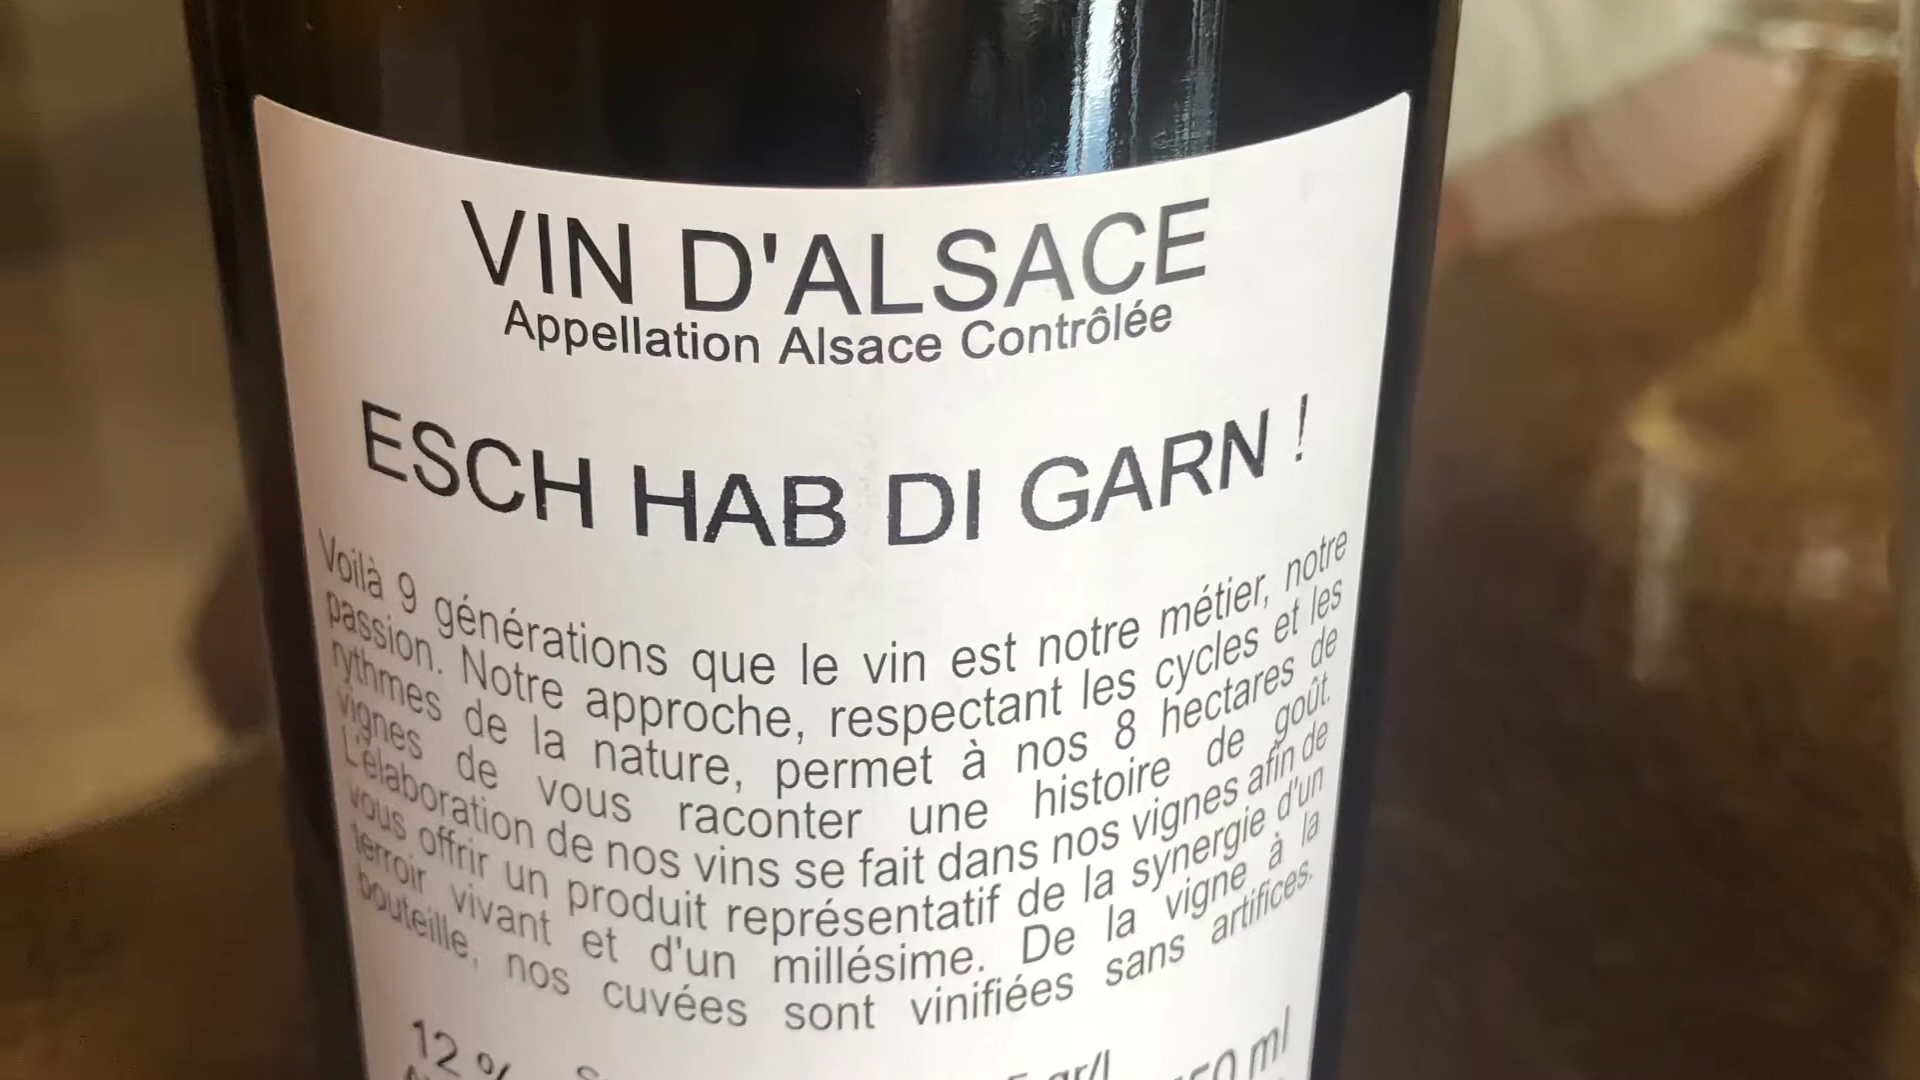 VIN D'ALSACE
Appellation Alsace Contrôlée
ESCH HAB DI GARN !
Voilà 9 générations que le vin est notre métier, notre
passion. Notre approche, respectant les cycles et les
rythmes de la nature, permet à nos 8 hectares de
vignes de vous raconter une histoire de goût.
L'élaboration de nos vins se fait dans nos vignes afin de
vous offrir un produit représentatif de la synergie d'un
terroir vivant et d'un millésime. De la vigne à la
bouteille, nos cuvées sont vinifiées sans artifices.
12 % gr/l ml